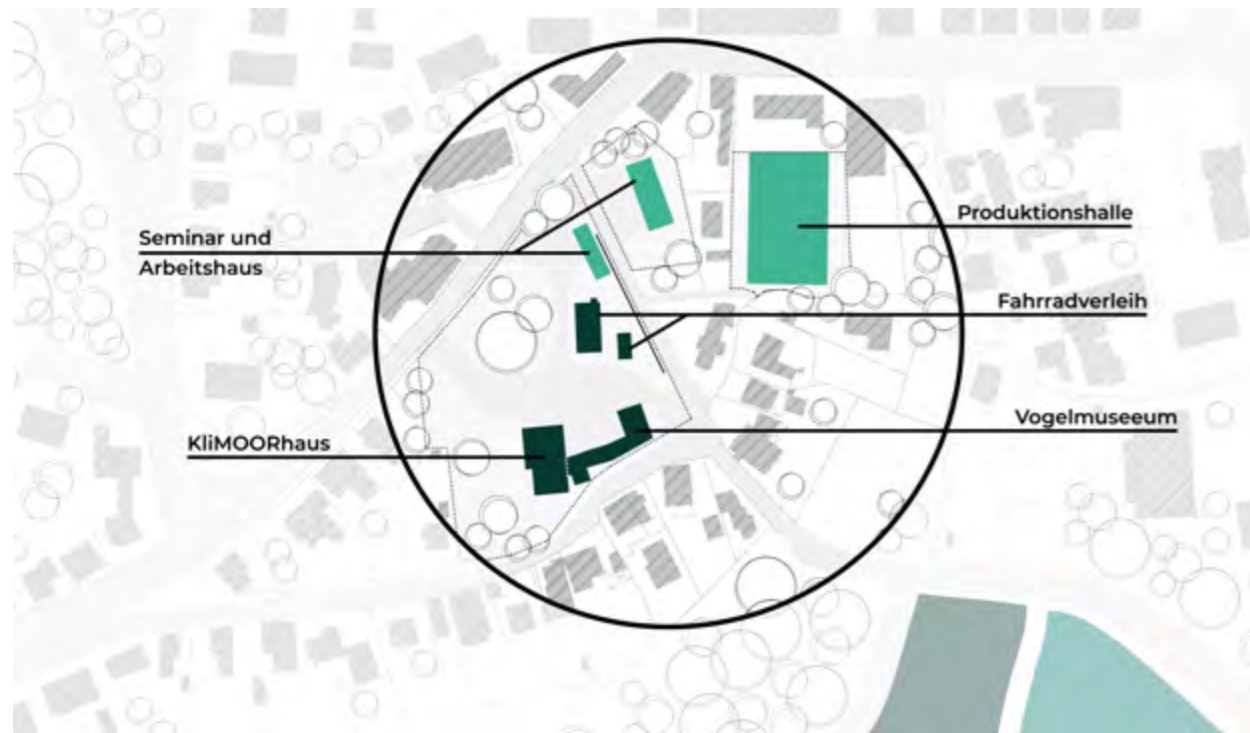 Produktionshalle
Seminar und
Arbeitshaus
Fahrradverleih
Vogelmuseeum
KliMOORhaus